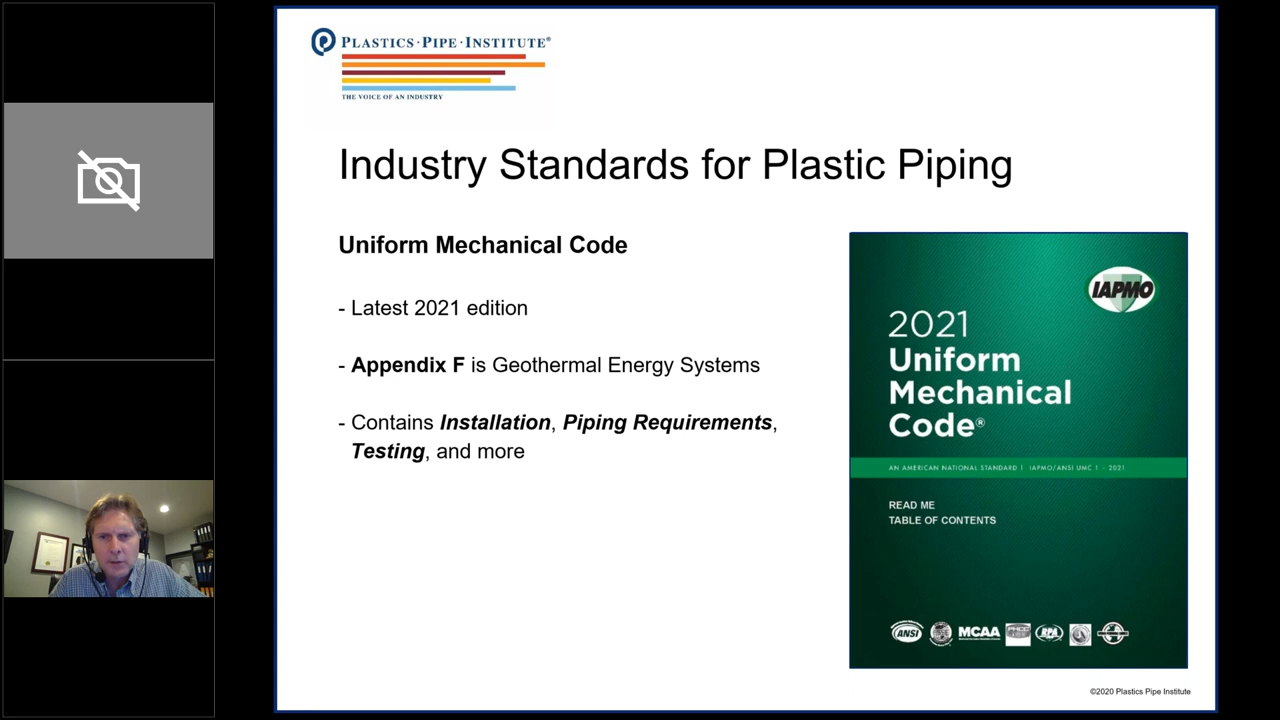 PLASTICS·PIPE·INSTITUTE®
THE VOICE OF AN INDUSTRY
Industry Standards for Plastic Piping
Uniform Mechanical Code
- Latest 2021 edition
- Appendix F is Geothermal Energy Systems
- Contains Installation, Piping Requirements,
Testing, and more
IAPMO
2021
Uniform
Mechanical
Code®
AN AMERICAN NATIONAL STANDARD | IAPMO/ANSI UMC 1 - 2021
READ ME
TABLE OF CONTENTS
ANSI
MCAA
RPA
©2020 Plastics Pipe Institute